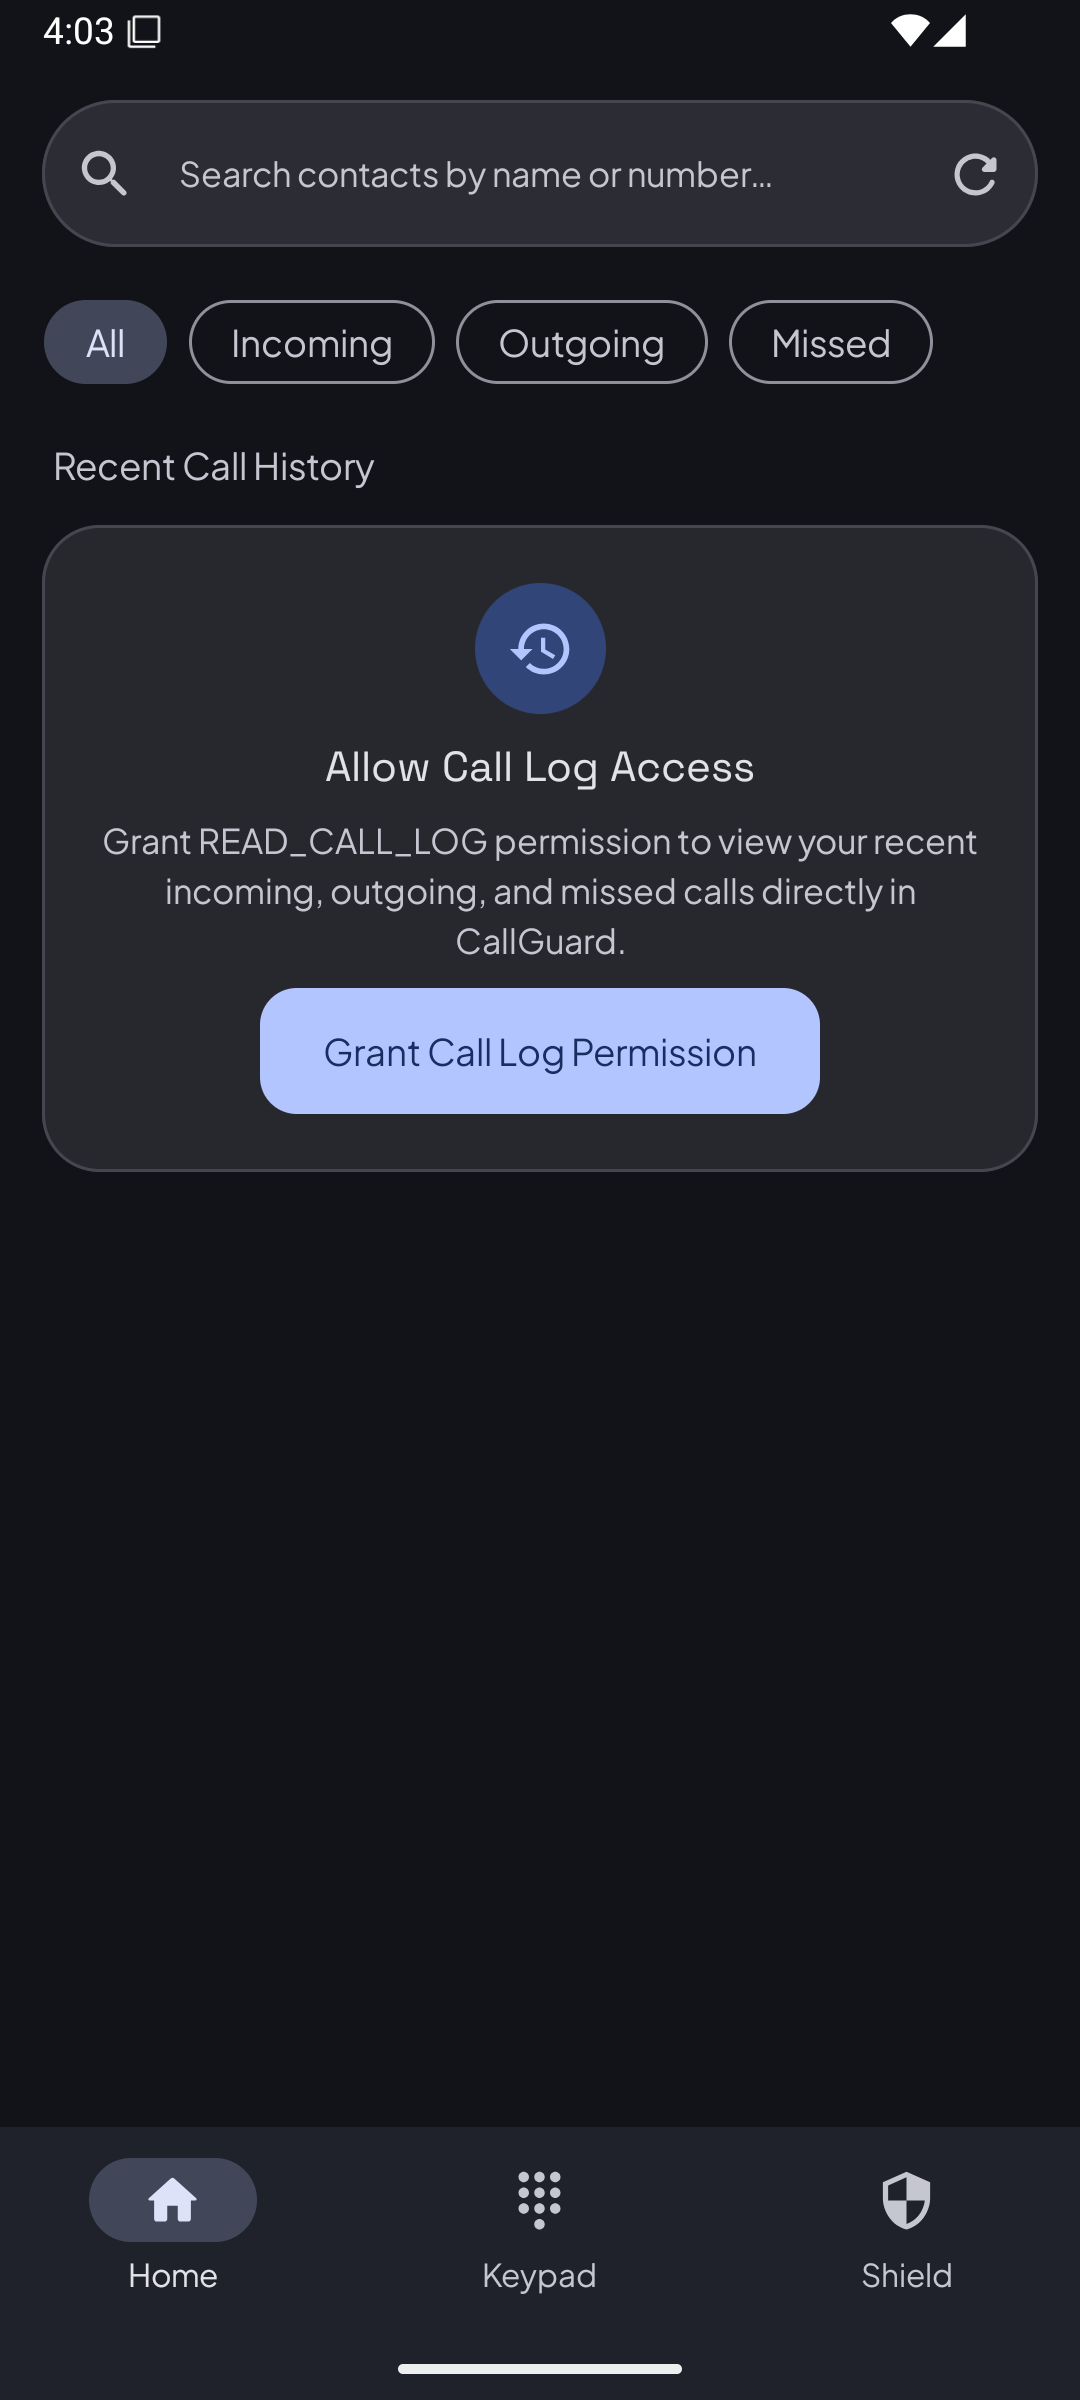 4:03
Search contacts by name or number...
All
Incoming
Outgoing
Missed
Recent Call History
Allow Call Log Access
Grant READ_CALL_LOG permission to view your recent
incoming, outgoing, and missed calls directly in
CallGuard.
Grant Call Log Permission
Home
Keypad
Shield